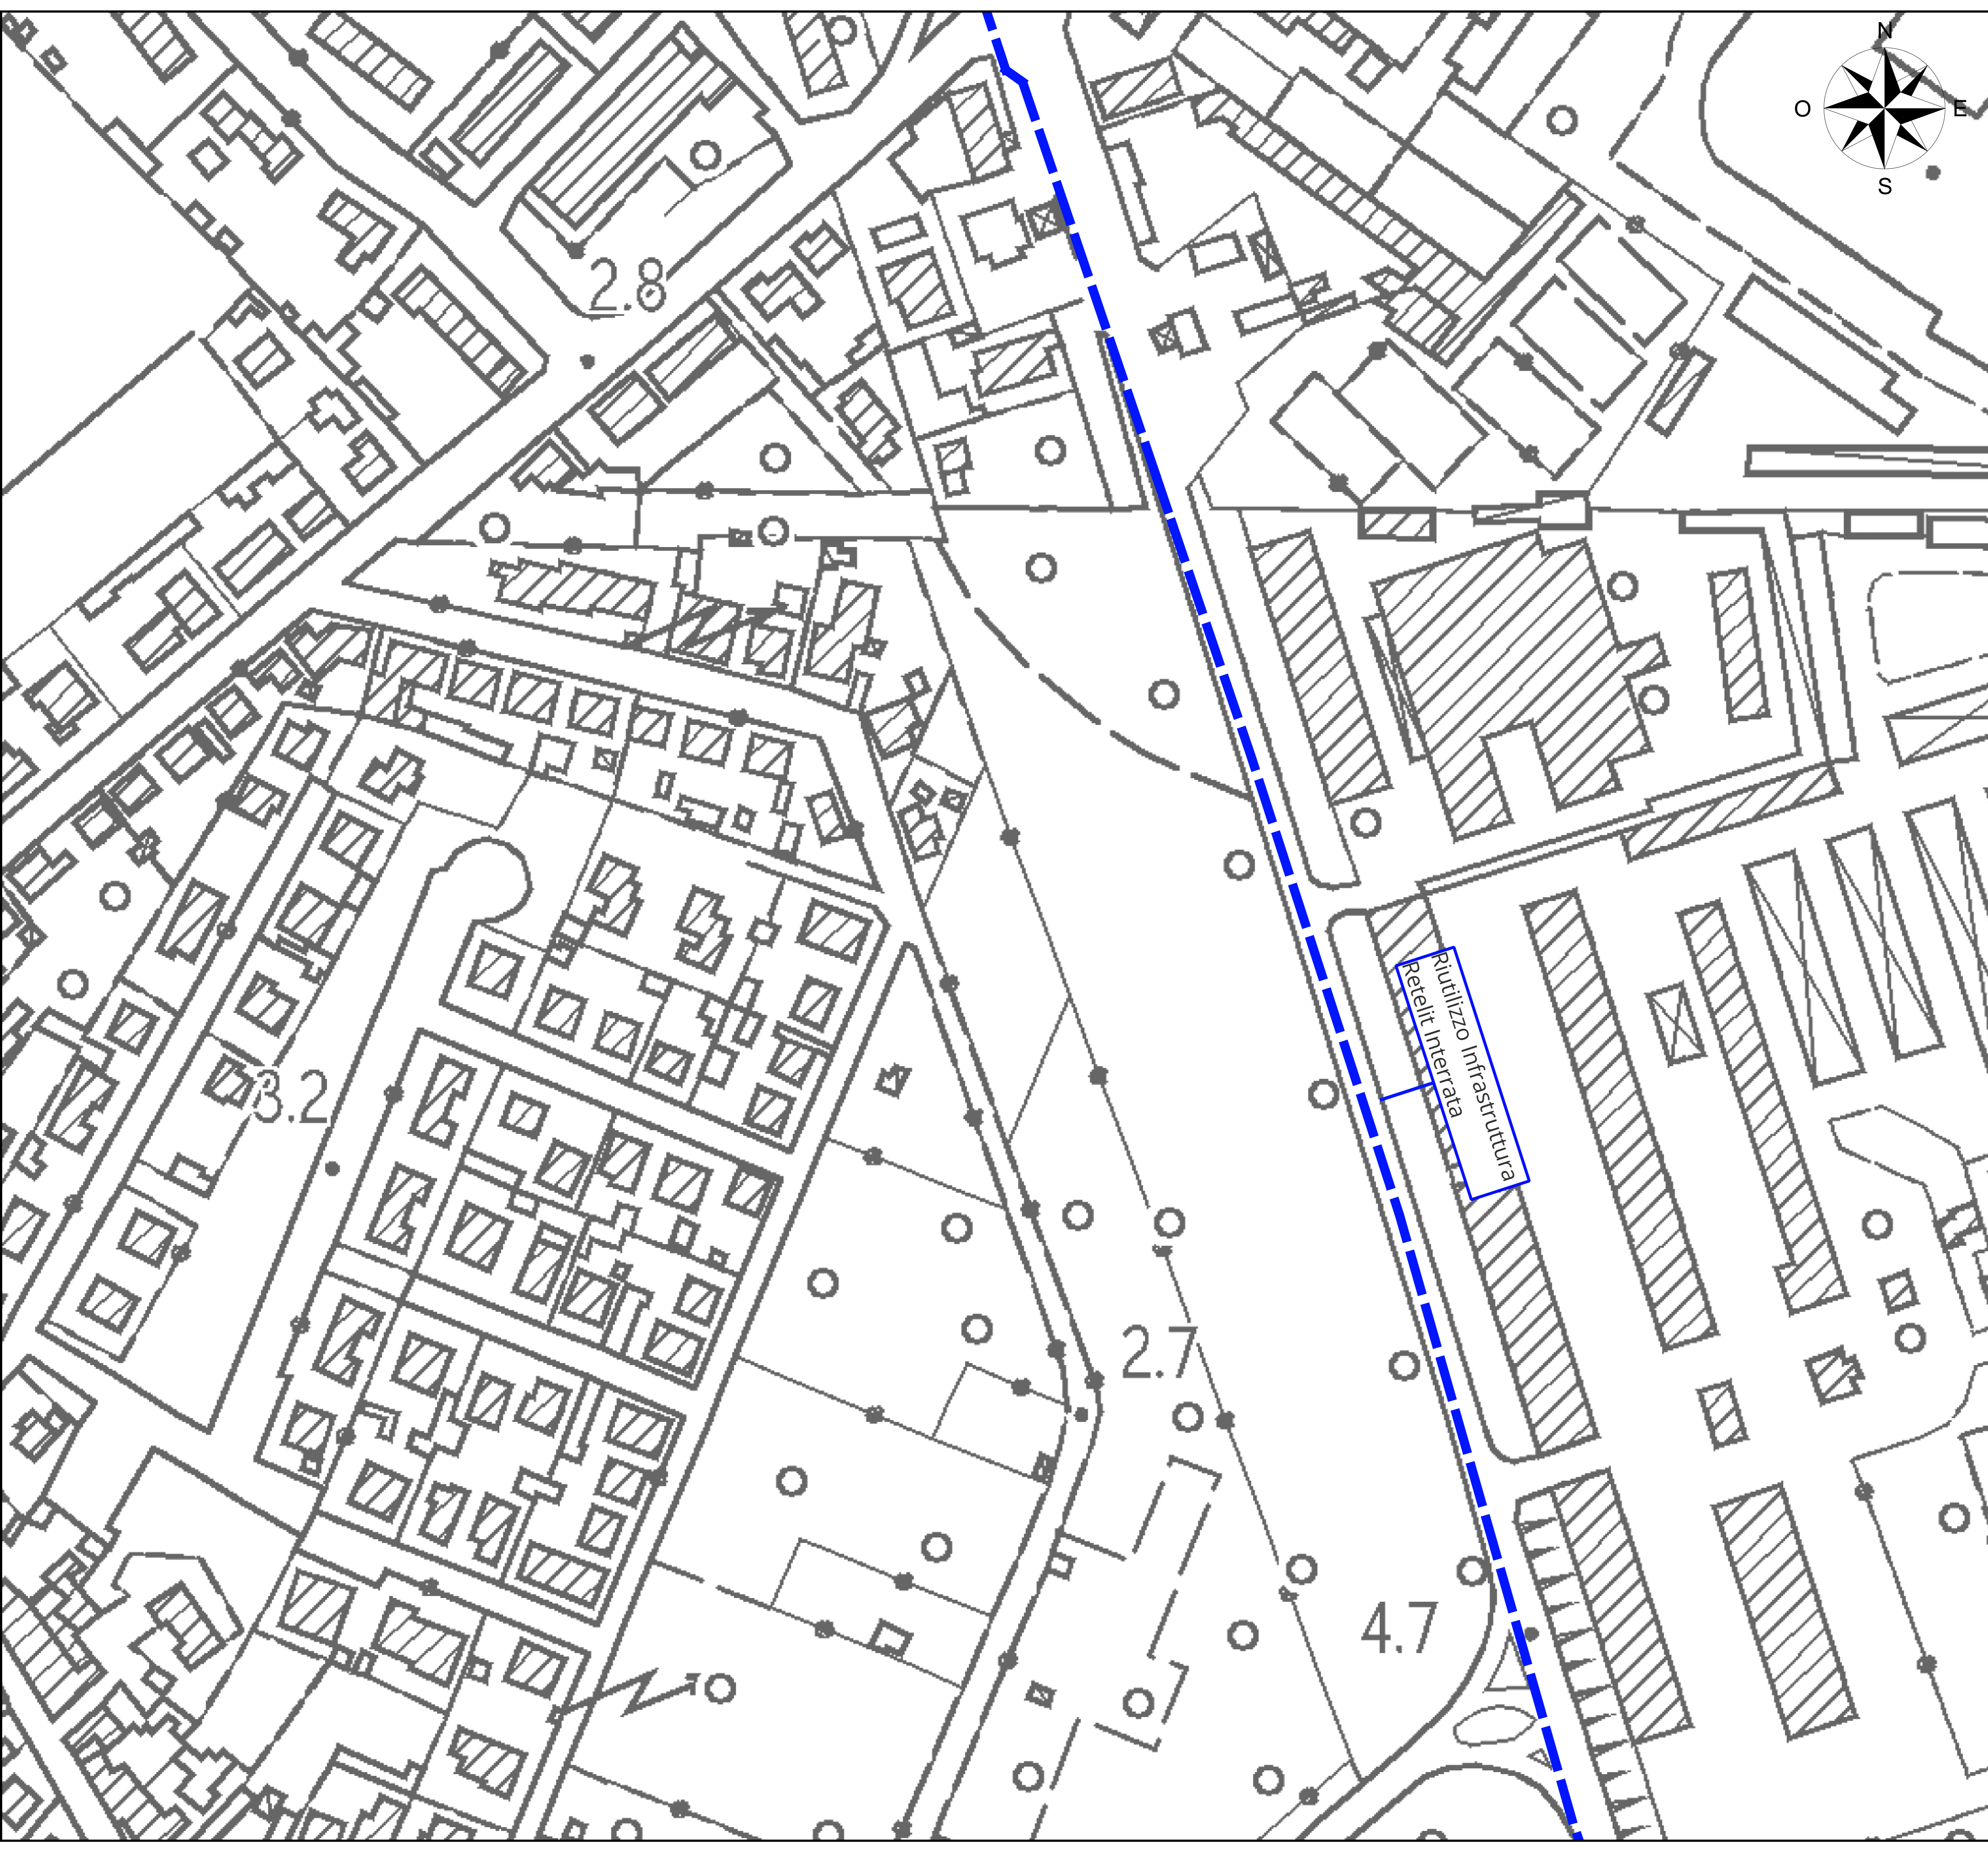 N
O
E
S
2.8
3.2
Riutilizzo Infrastruttura
Retelit Interrata
2.7
4.7